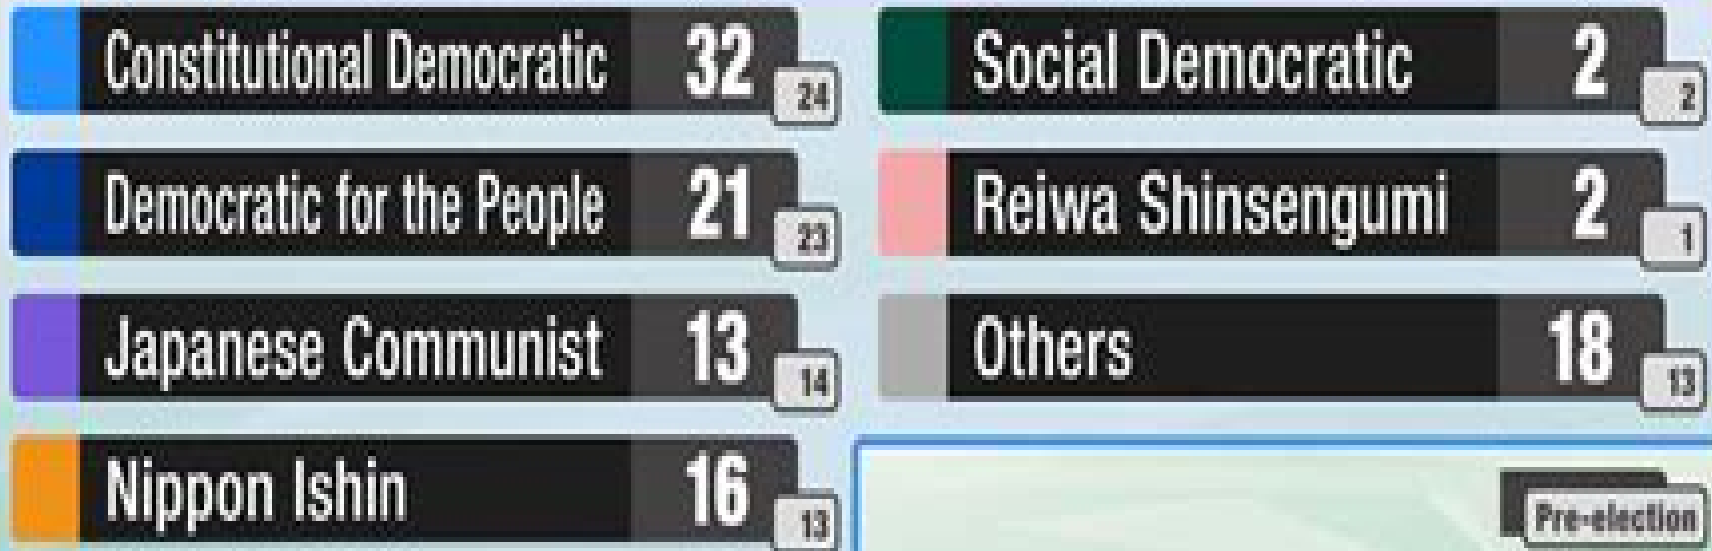 Constitutional Democratic 32 24
Democratic for the People 21 23
Japanese Communist 13 14
Nippon Ishin 16 13
Social Democratic 2 2
Reiwa Shinsengumi 2 1
Others 18 13
Pre-election